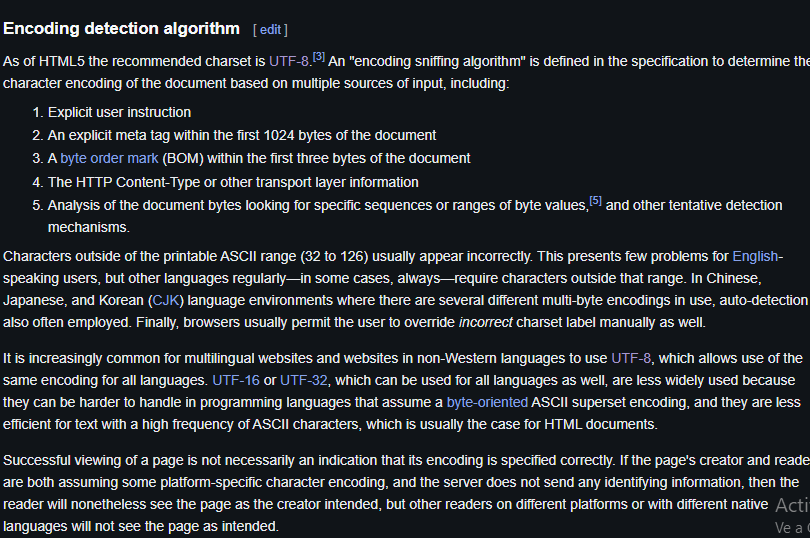 Encoding detection algorithm [ edit ]
As of HTML5 the recommended charset is UTF-8.[3] An "encoding sniffing algorithm" is defined in the specification to determine the
character encoding of the document based on multiple sources of input, including:
1. Explicit user instruction
2. An explicit meta tag within the first 1024 bytes of the document
3. A byte order mark (BOM) within the first three bytes of the document
4. The HTTP Content-Type or other transport layer information
5. Analysis of the document bytes looking for specific sequences or ranges of byte values,[5] and other tentative detection
mechanisms.
Characters outside of the printable ASCII range (32 to 126) usually appear incorrectly. This presents few problems for English-
speaking users, but other languages regularly—in some cases, always—require characters outside that range. In Chinese,
Japanese, and Korean (CJK) language environments where there are several different multi-byte encodings in use, auto-detection
also often employed. Finally, browsers usually permit the user to override incorrect charset label manually as well.
It is increasingly common for multilingual websites and websites in non-Western languages to use UTF-8, which allows use of the
same encoding for all languages. UTF-16 or UTF-32, which can be used for all languages as well, are less widely used because
they can be harder to handle in programming languages that assume a byte-oriented ASCII superset encoding, and they are less
efficient for text with a high frequency of ASCII characters, which is usually the case for HTML documents.
Successful viewing of a page is not necessarily an indication that its encoding is specified correctly. If the page's creator and reade
are both assuming some platform-specific character encoding, and the server does not send any identifying information, then the
reader will nonetheless see the page as the creator intended, but other readers on different platforms or with different native
languages will not see the page as intended.
Acti
Ve a